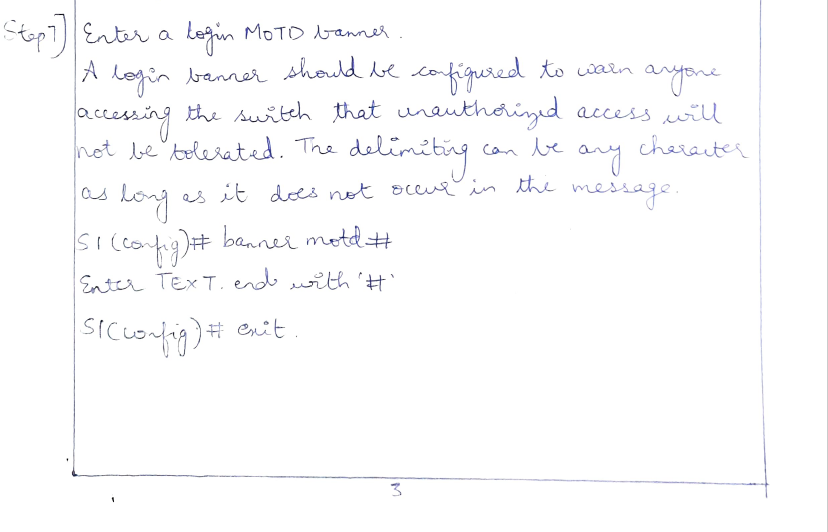 Step 7] Enter a login MOTD banner.
A login banner should be configured to warn anyone
accessing the switch that unauthorized access will
not be tolerated. The delimiting can be any character
as long as it does not occur in the message.
S1(config)# banner motd #
Enter TEXT. end with '#'
S1(config)# exit.
3